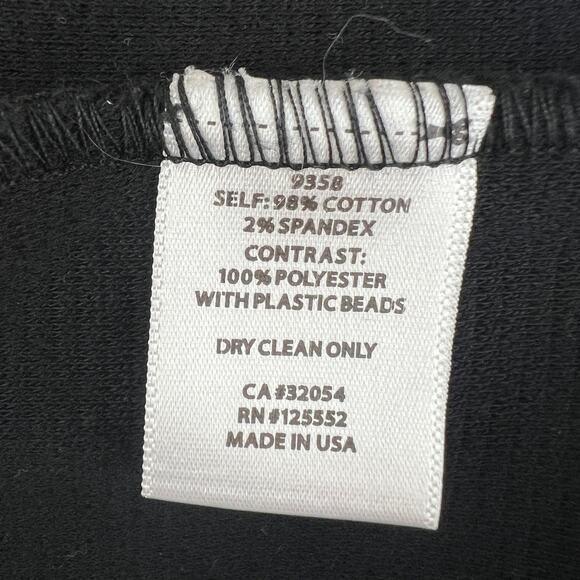 9358
SELF: 98% COTTON
2% SPANDEX
CONTRAST:
100% POLYESTER
WITH PLASTIC BEADS
DRY CLEAN ONLY
CA #32054
RN #125552
MADE IN USA